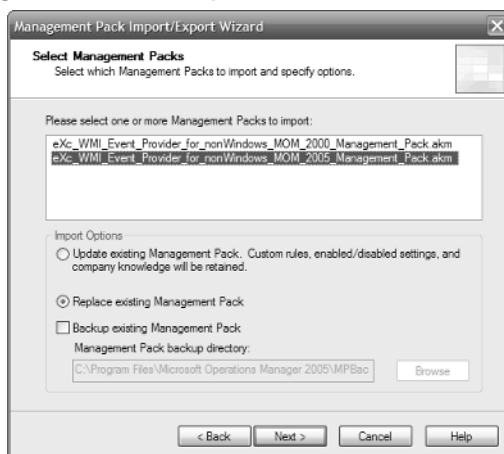 Management Pack Import/Export Wizard
Select Management Packs
Select which Management Packs to import and specify options.
Please select one or more Management Packs to import:
eXc_WMI_Event_Provider_for_nonWindows_MOM_2000_Management_Pack.akm
eXc_WMI_Event_Provider_for_nonWindows_MOM_2005_Management_Pack.akm
Import Options
Update existing Management Pack. Custom rules, enabled/disabled settings, and
company knowledge will be retained.
Replace existing Management Pack
Backup existing Management Pack
Management Pack backup directory:
C:\Program Files\Microsoft Operations Manager 2005\MPBac
Browse
< Back
Next >
Cancel
Help